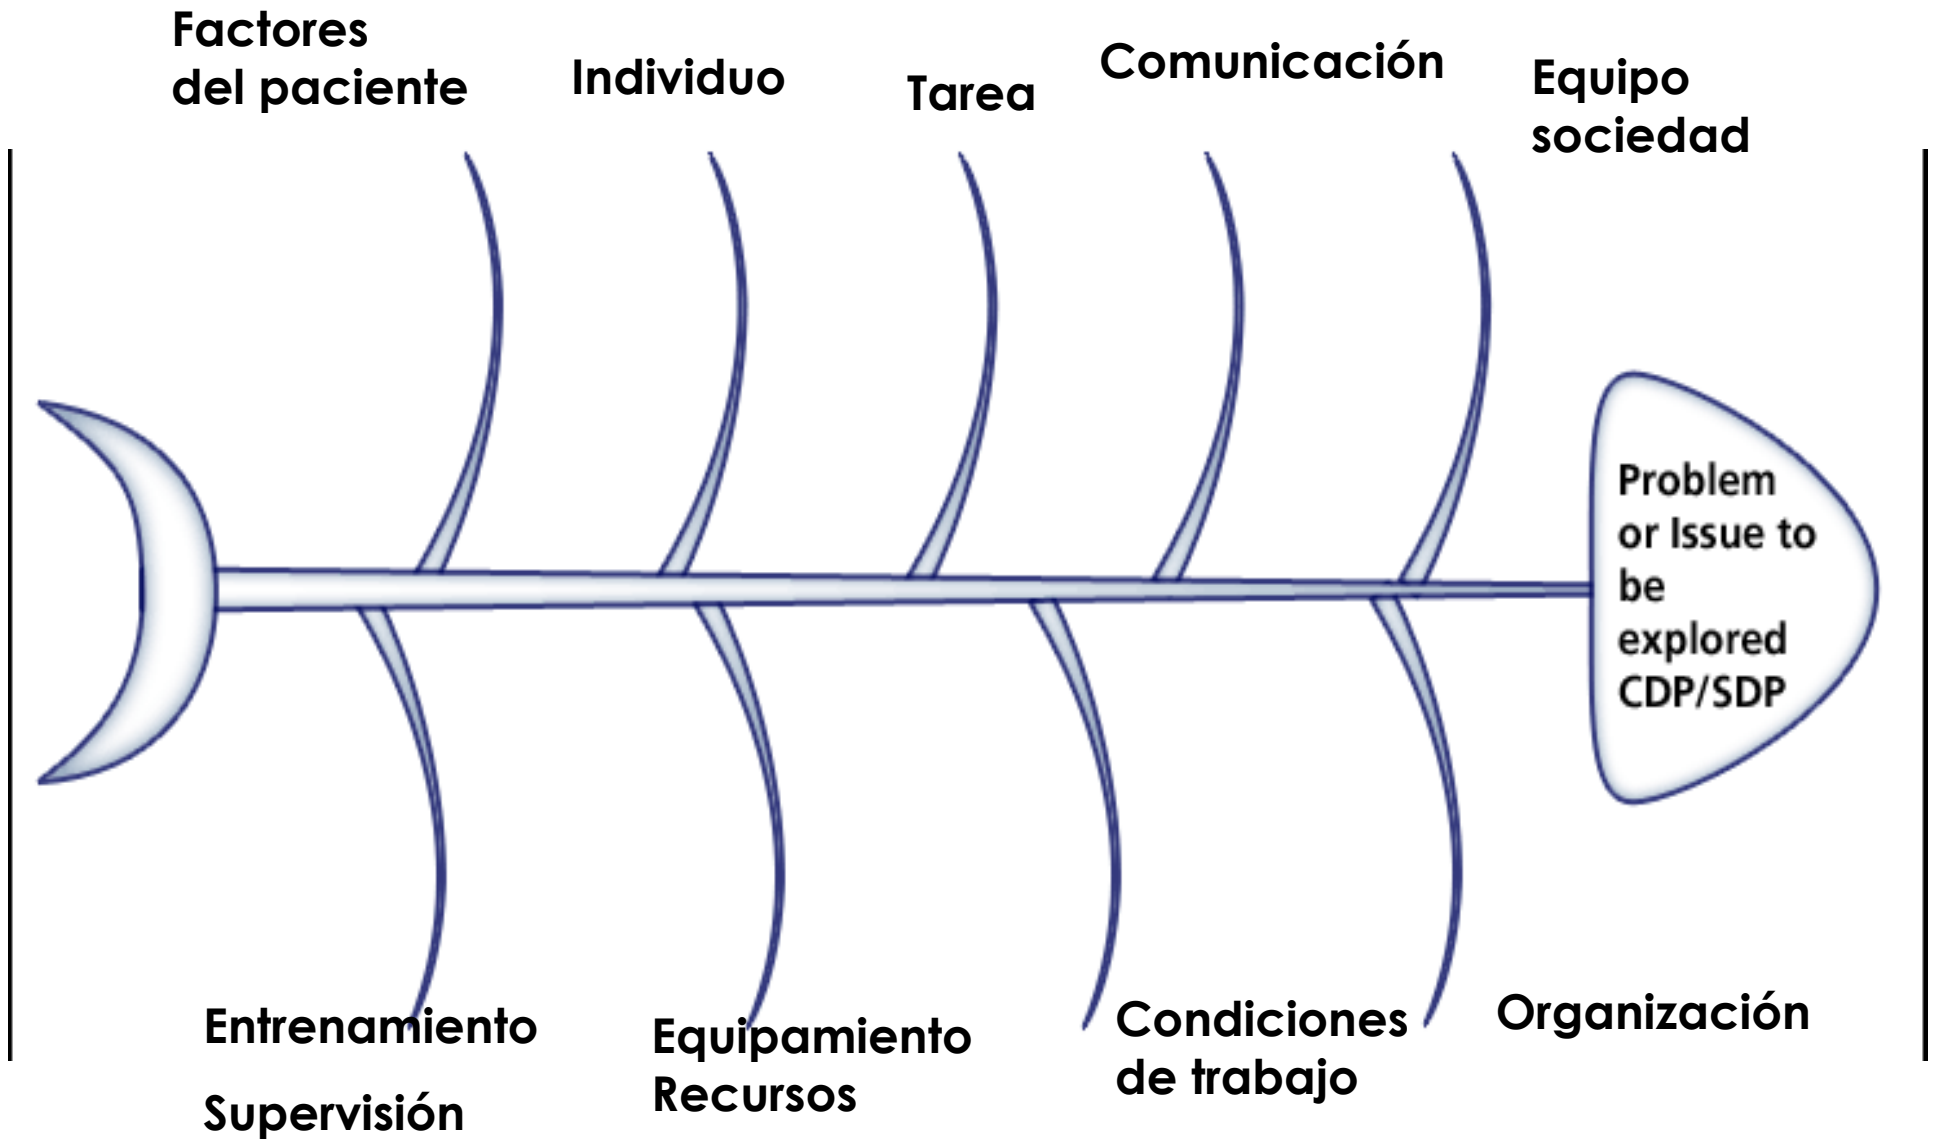 Factores
del paciente
Individuo
Tarea
Comunicación
Equipo
sociedad
Problem
or Issue to
be
explored
CDP/SDP
Entrenamiento
Supervisión
Equipamiento
Recursos
Condiciones
de trabajo
Organización